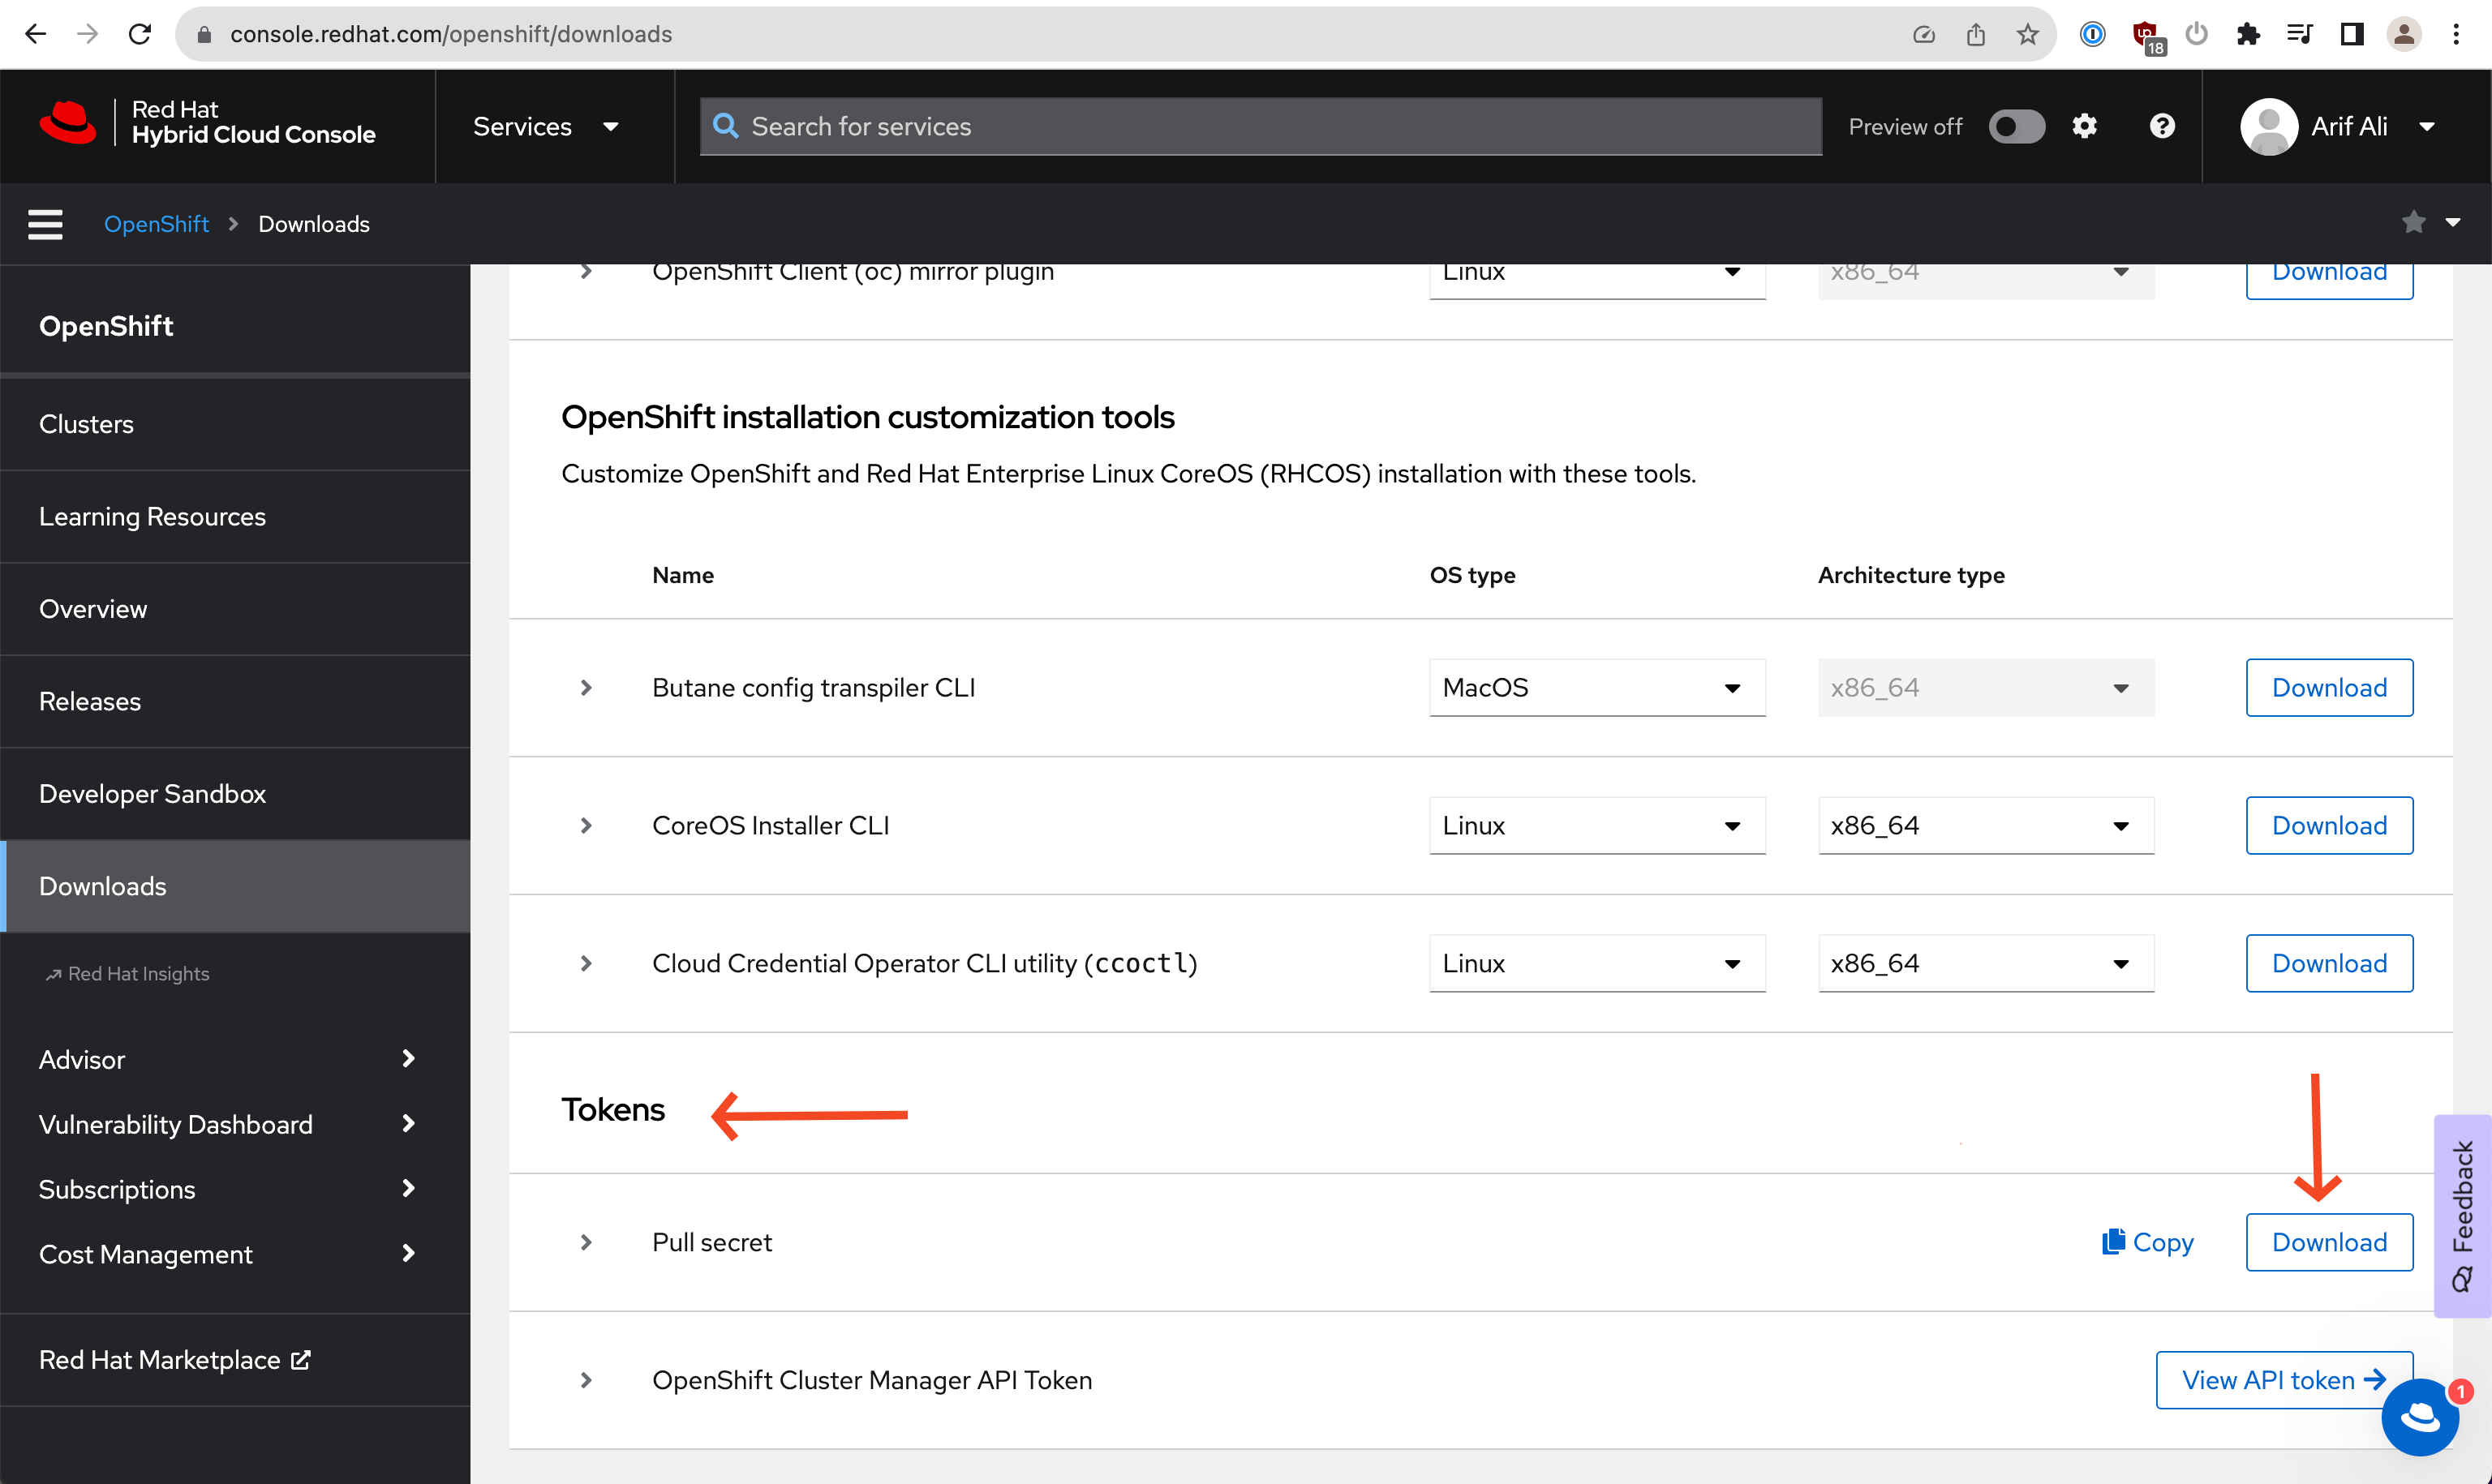 console.redhat.com/openshift/downloads
18
Red Hat
Hybrid Cloud Console
Services
Search for services
Preview off
Arif Ali
OpenShift
Downloads
OpenShift
Clusters
Learning Resources
Overview
Releases
Developer Sandbox
Downloads
Red Hat Insights
Advisor
Vulnerability Dashboard
Subscriptions
Cost Management
Red Hat Marketplace
OpenShift Client (oc) mirror plugin Linux x86_64 Download
OpenShift installation customization tools
Customize OpenShift and Red Hat Enterprise Linux CoreOS (RHCOS) installation with these tools.
Name OS type Architecture type
Butane config transpiler CLI MacOS x86_64 Download
CoreOS Installer CLI Linux x86_64 Download
Cloud Credential Operator CLI utility (ccoctl) Linux x86_64 Download
Tokens
Pull secret Copy Download
OpenShift Cluster Manager API Token View API token
Feedback
1